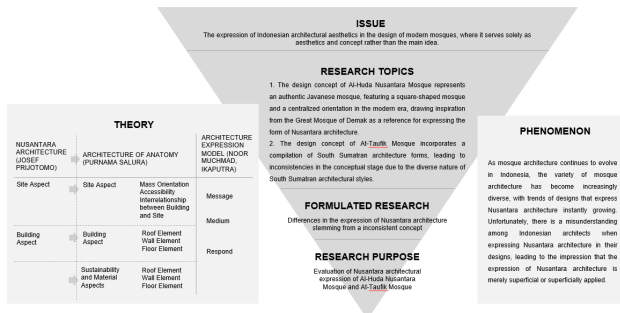 ISSUE
The expression of Indonesian architectural aesthetics in the design of modern mosques, where it serves solely as
aesthetics and concept rather than the main idea.
RESEARCH TOPICS
1. The design concept of Al-Huda Nusantara Mosque represents
an authentic Javanese mosque, featuring a square-shaped mosque
and a centralized orientation in the modern era, drawing inspiration
from the Great Mosque of Demak as a reference for expressing the
form of Nusantara architecture.
2. The design concept of At-Taufik Mosque incorporates a
compilation of South Sumatran architecture forms, leading to
inconsistencies in the conceptual stage due to the diverse nature of
South Sumatran architectural styles.
FORMULATED RESEARCH
Differences in the expression of Nusantara architecture
stemming from a inconsistent concept
RESEARCH PURPOSE
Evaluation of Nusantara architectural
expression of Al-Huda Nusantara
Mosque and At-Taufik Mosque
THEORY
NUSANTARA
ARCHITECTURE
(JOSEF
PRIJOTOMO)
ARCHITECTURE OF ANATOMY
(PURNAMA SALURA)
ARCHITECTURE
EXPRESSION
MODEL (NOOR
MUCHMAD,
IKAPUTRA)
Site Aspect
Site Aspect
Mass Orientation
Accessibility
Interrelationship
between Building
and Site
Message
Medium
Building
Aspect
Building
Aspect
Roof Element
Wall Element
Floor Element
Respond
Sustainability
and Material
Aspects
Roof Element
Wall Element
Floor Element
PHENOMENON
As mosque architecture continues to evolve
in Indonesia, the variety of mosque
architecture has become increasingly
diverse, with trends of designs that express
Nusantara architecture instantly growing.
Unfortunately, there is a misunderstanding
among Indonesian architects when
expressing Nusantara architecture in their
designs, leading to the impression that the
expression of Nusantara architecture is
merely superficial or superficially applied.